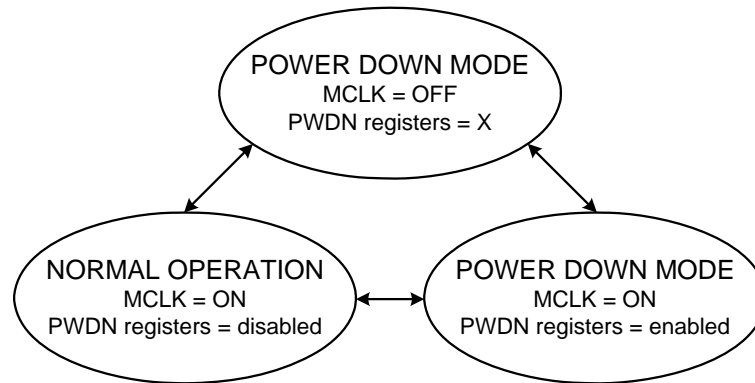 POWER DOWN MODE
MCLK = OFF
PWDN registers = X
NORMAL OPERATION
MCLK = ON
PWDN registers = disabled
POWER DOWN MODE
MCLK = ON
PWDN registers = enabled